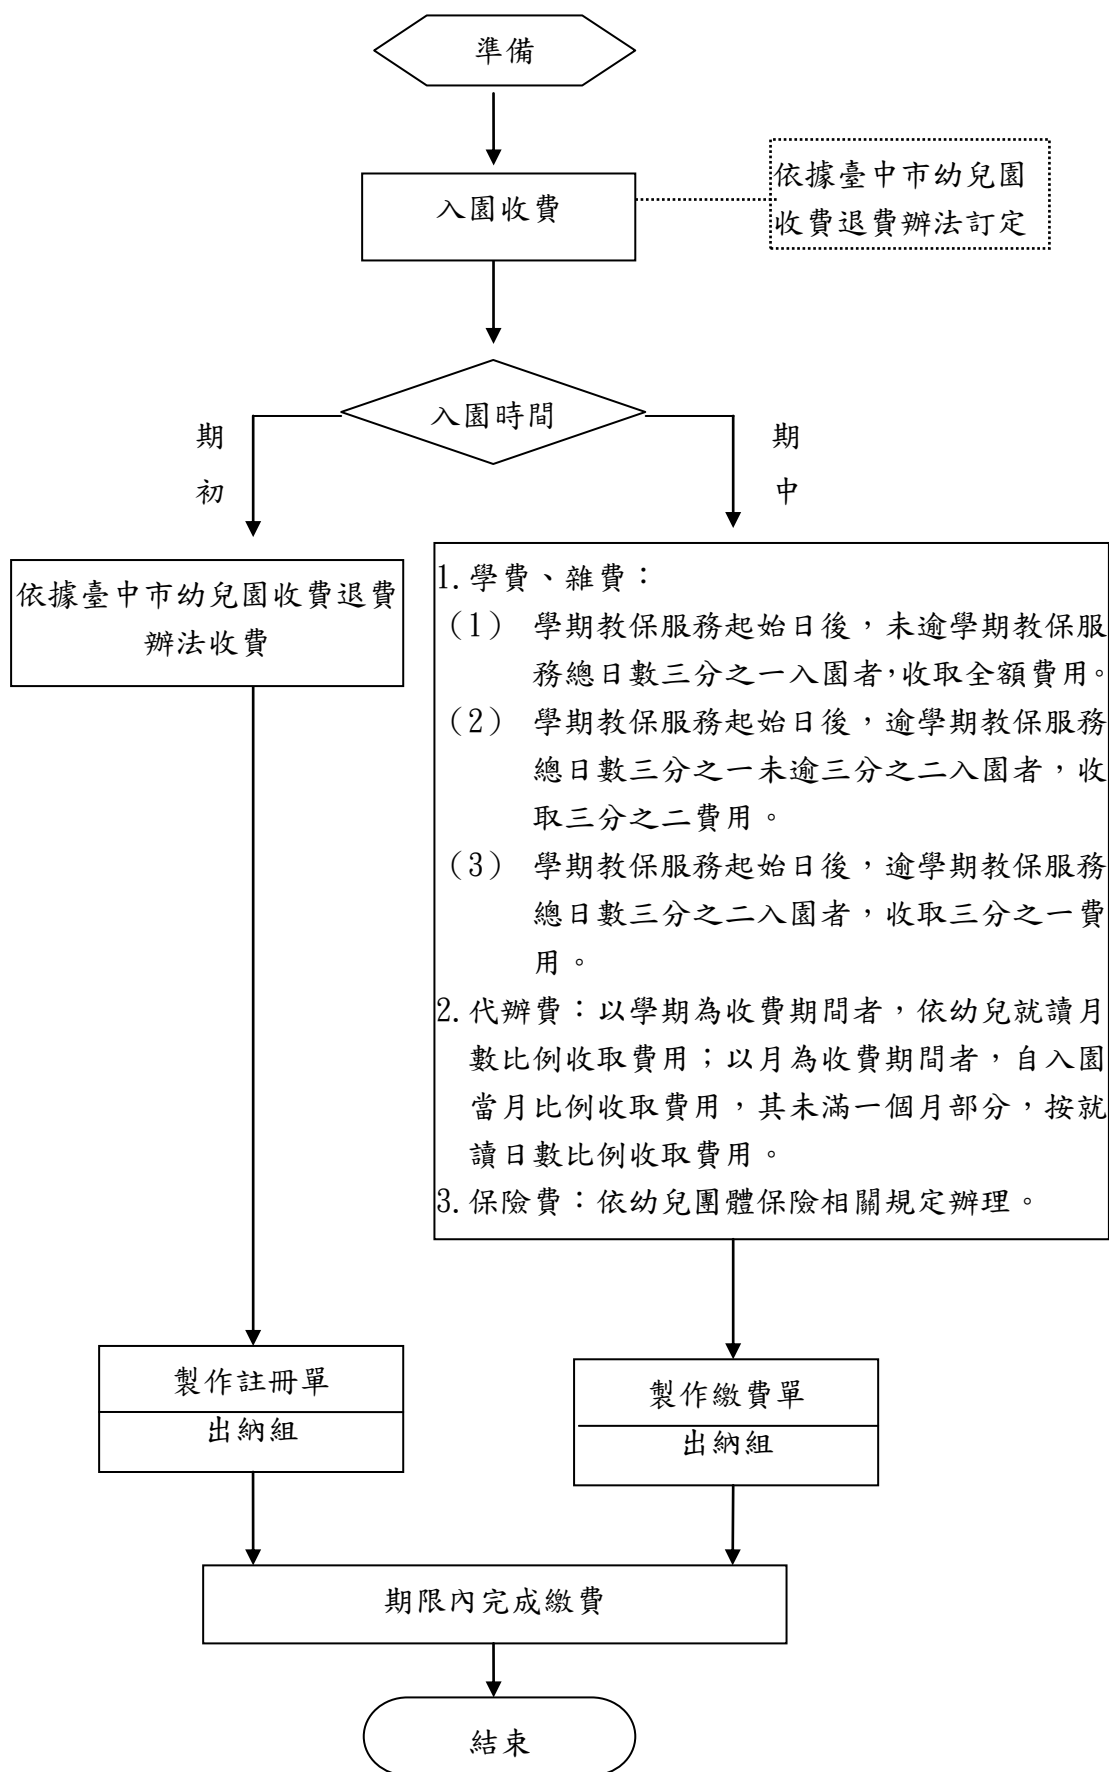 準備
入園收費
依據臺中市幼兒園
收費退費辦法訂定
入園時間
期
初
期
中
依據臺中市幼兒園收費退費
辦法收費
1.學費、雜費：
(1) 學期教保服務起始日後，未逾學期教保服
務總日數三分之一入園者，收取全額費用。
(2) 學期教保服務起始日後，逾學期教保服務
總日數三分之一未逾三分之二入園者，收
取三分之二費用。
(3) 學期教保服務起始日後，逾學期教保服務
總日數三分之二入園者，收取三分之一費
用。
2.代辦費：以學期為收費期間者，依幼兒就讀月
數比例收取費用；以月為收費期間者，自入園
當月比例收取費用，其未滿一個月部分，按就
讀日數比例收取費用。
3.保險費：依幼兒團體保險相關規定辦理。
製作註冊單
出納組
製作繳費單
出納組
期限內完成繳費
結束